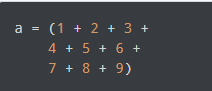 a = (1 + 2 + 3 +
    4 + 5 + 6 +
    7 + 8 + 9)